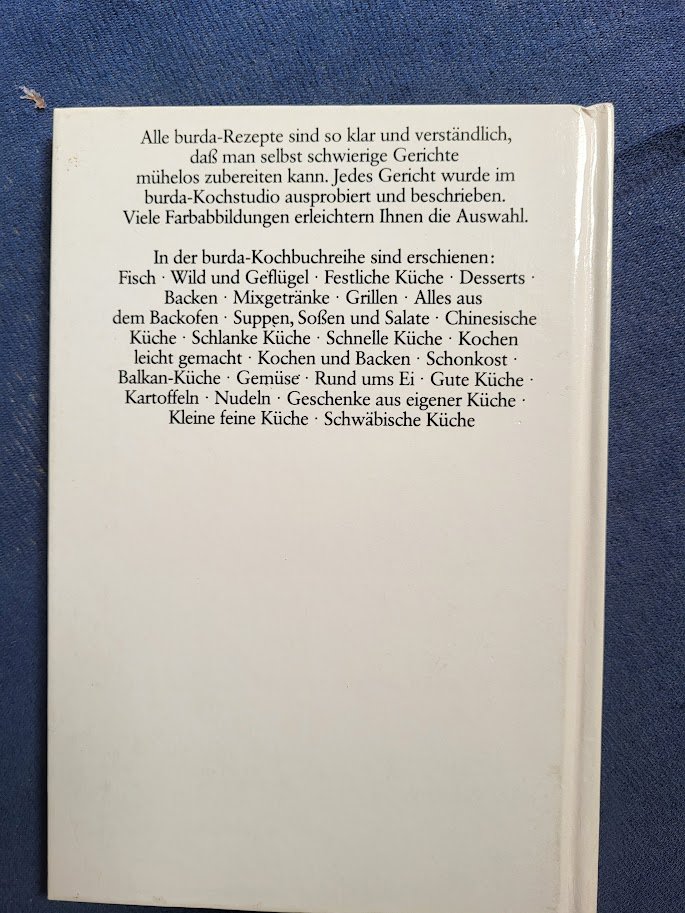 Alle burda-Rezepte sind so klar und verständlich,
daß man selbst schwierige Gerichte
mühelos zubereiten kann. Jedes Gericht wurde im
burda-Kochstudio ausprobiert und beschrieben.
Viele Farbabbildungen erleichtern Ihnen die Auswahl.
In der burda-Kochbuchreihe sind erschienen:
Fisch · Wild und Geflügel · Festliche Küche · Desserts ·
Backen · Mixgetränke · Grillen · Alles aus
dem Backofen · Suppen, Soßen und Salate · Chinesische
Küche · Schlanke Küche · Schnelle Küche · Kochen
leicht gemacht · Kochen und Backen · Schonkost ·
Balkan-Küche · Gemüse · Rund ums Ei · Gute Küche ·
Kartoffeln · Nudeln · Geschenke aus eigener Küche ·
Kleine feine Küche · Schwäbische Küche